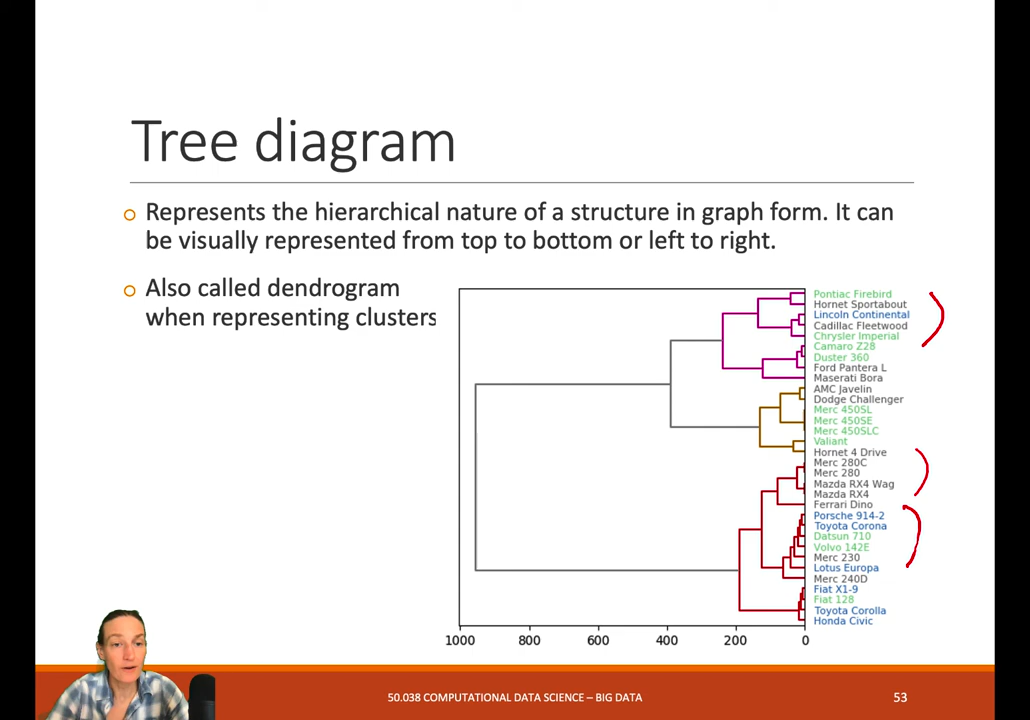 Tree diagram
Represents the hierarchical nature of a structure in graph form. It can
be visually represented from top to bottom or left to right.
Also called dendrogram
when representing clusters
Pontiac Firebird
Hornet Sportabout
Lincoln Continental
Cadillac Fleetwood
Chrysler Imperial
Camaro Z28
Duster 360
Ford Pantera L
Maserati Bora
AMC Javelin
Dodge Challenger
Merc 450SL
Merc 450SE
Merc 450SLC
Valiant
Hornet 4 Drive
Merc 280C
Merc 280
Mazda RX4 Wag
Mazda RX4
Ferrari Dino
Porsche 914-2
Toyota Corona
Datsun 710
Volvo 142E
Merc 230
Lotus Europa
Merc 240D
Fiat X1-9
Fiat 128
Toyota Corolla
Honda Civic
1000 800 600 400 200 0
50.038 COMPUTATIONAL DATA SCIENCE – BIG DATA
53